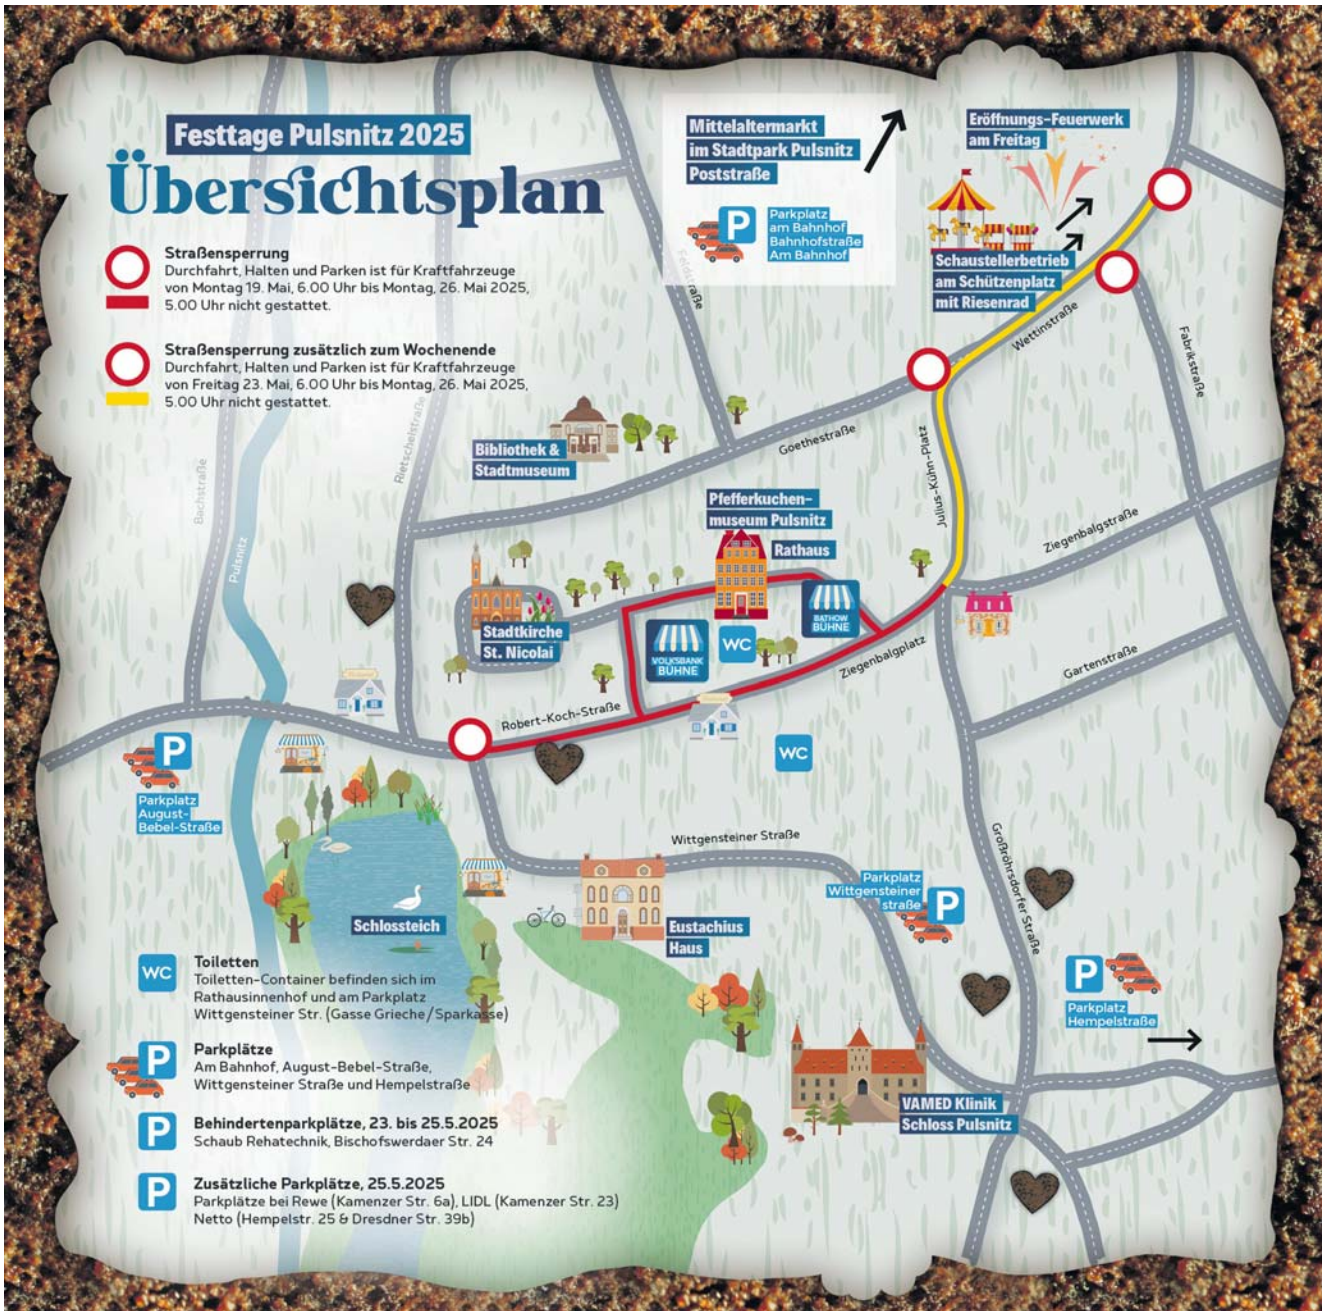 Festtage Pulsnitz 2025
Übersichtsplan
Straßensperrung
Durchfahrt, Halten und Parken ist für Kraftfahrzeuge
von Montag 19. Mai, 6.00 Uhr bis Montag, 26. Mai 2025,
5.00 Uhr nicht gestattet.
Straßensperrung zusätzlich zum Wochenende
Durchfahrt, Halten und Parken ist für Kraftfahrzeuge
von Freitag 23. Mai, 6.00 Uhr bis Montag, 26. Mai 2025,
5.00 Uhr nicht gestattet.
Mittelaltermarkt
im Stadtpark Pulsnitz
Poststraße
P
Parkplatz
am Bahnhof
Bahnhofstraße
Am Bahnhof
Eröffnungs-Feuerwerk
am Freitag
Schaustellerbetrieb
am Schützenplatz
mit Riesenrad
Wettinstraße
Fabrikstraße
Feldstraße
Goethestraße
Julius-Kühn-Platz
Rietschelstraße
Bachstraße
Pulsnitz
Bibliothek &
Stadtmuseum
Pfefferkuchen-
museum Pulsnitz
Rathaus
Ziegenbalgstraße
Stadtkirche
St. Nicolai
VOLKSBANK
BÜHNE
WC
BATHOW
BÜHNE
Ziegenbalgplatz
Gartenstraße
Robert-Koch-Straße
WC
P
Parkplatz
August-
Bebel-Straße
Wittgensteiner Straße
Großröhrsdorfer Straße
Parkplatz
Wittgensteiner
straße
P
Schlossteich
Eustachius
Haus
P
Parkplatz
Hempelstraße
VAMED Klinik
Schloss Pulsnitz
WC
Toiletten
Toiletten-Container befinden sich im
Rathausinnenhof und am Parkplatz
Wittgensteiner Str. (Gasse Grieche/Sparkasse)
P
Parkplätze
Am Bahnhof, August-Bebel-Straße,
Wittgensteiner Straße und Hempelstraße
P
Behindertenparkplätze, 23. bis 25.5.2025
Schaub Rehatechnik, Bischofswerdaer Str. 24
P
Zusätzliche Parkplätze, 25.5.2025
Parkplätze bei Rewe (Kamenzer Str. 6a), LIDL (Kamenzer Str. 23)
Netto (Hempelstr. 25 & Dresdner Str. 39b)